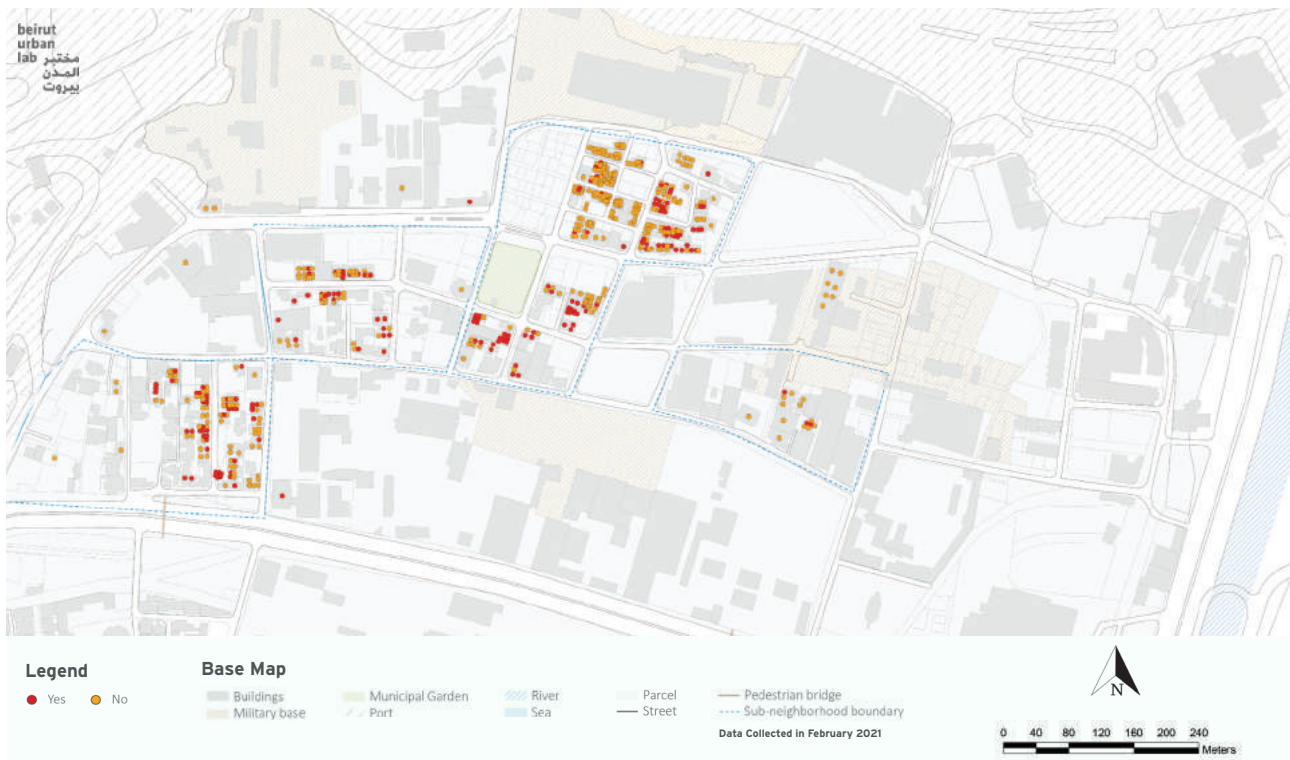 beirut
urban
lab مختبر
المدن
بيروت
Legend
Yes
No
Base Map
Buildings
Military base
Municipal Garden
Port
River
Sea
Parcel
Street
Pedestrian bridge
Sub-neighborhood boundary
Data Collected in February 2021
N
0 40 80 120 160 200 240
Meters